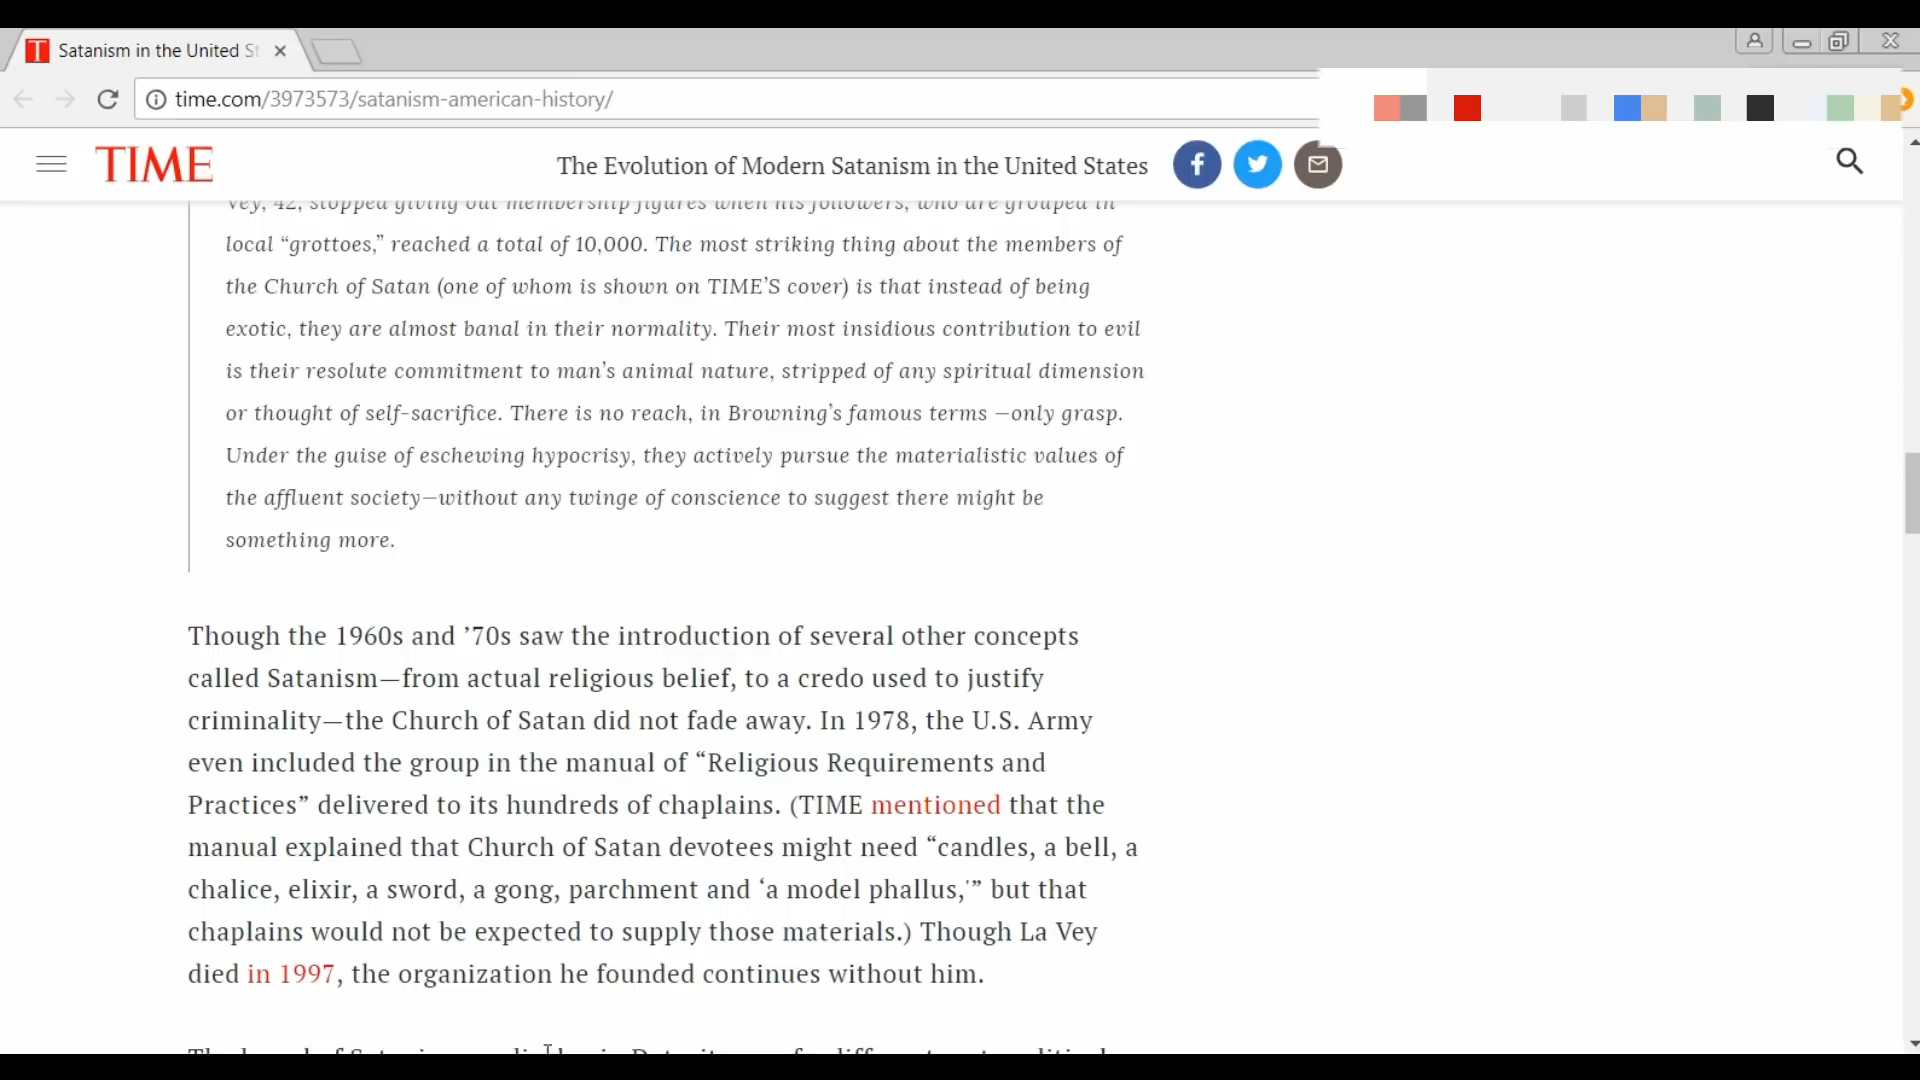 Satanism in the United St
time.com/3973573/satanism-american-history/
TIME
The Evolution of Modern Satanism in the United States
Vey, 42, stopped giving out membership figures when his followers, who are grouped in
local “grottoes,” reached a total of 10,000. The most striking thing about the members of
the Church of Satan (one of whom is shown on TIME’S cover) is that instead of being
exotic, they are almost banal in their normality. Their most insidious contribution to evil
is their resolute commitment to man’s animal nature, stripped of any spiritual dimension
or thought of self-sacrifice. There is no reach, in Browning’s famous terms —only grasp.
Under the guise of eschewing hypocrisy, they actively pursue the materialistic values of
the affluent society—without any twinge of conscience to suggest there might be
something more.
Though the 1960s and ’70s saw the introduction of several other concepts
called Satanism—from actual religious belief, to a credo used to justify
criminality—the Church of Satan did not fade away. In 1978, the U.S. Army
even included the group in the manual of “Religious Requirements and
Practices” delivered to its hundreds of chaplains. (TIME mentioned that the
manual explained that Church of Satan devotees might need “candles, a bell, a
chalice, elixir, a sword, a gong, parchment and ‘a model phallus,'” but that
chaplains would not be expected to supply those materials.) Though La Vey
died in 1997, the organization he founded continues without him.